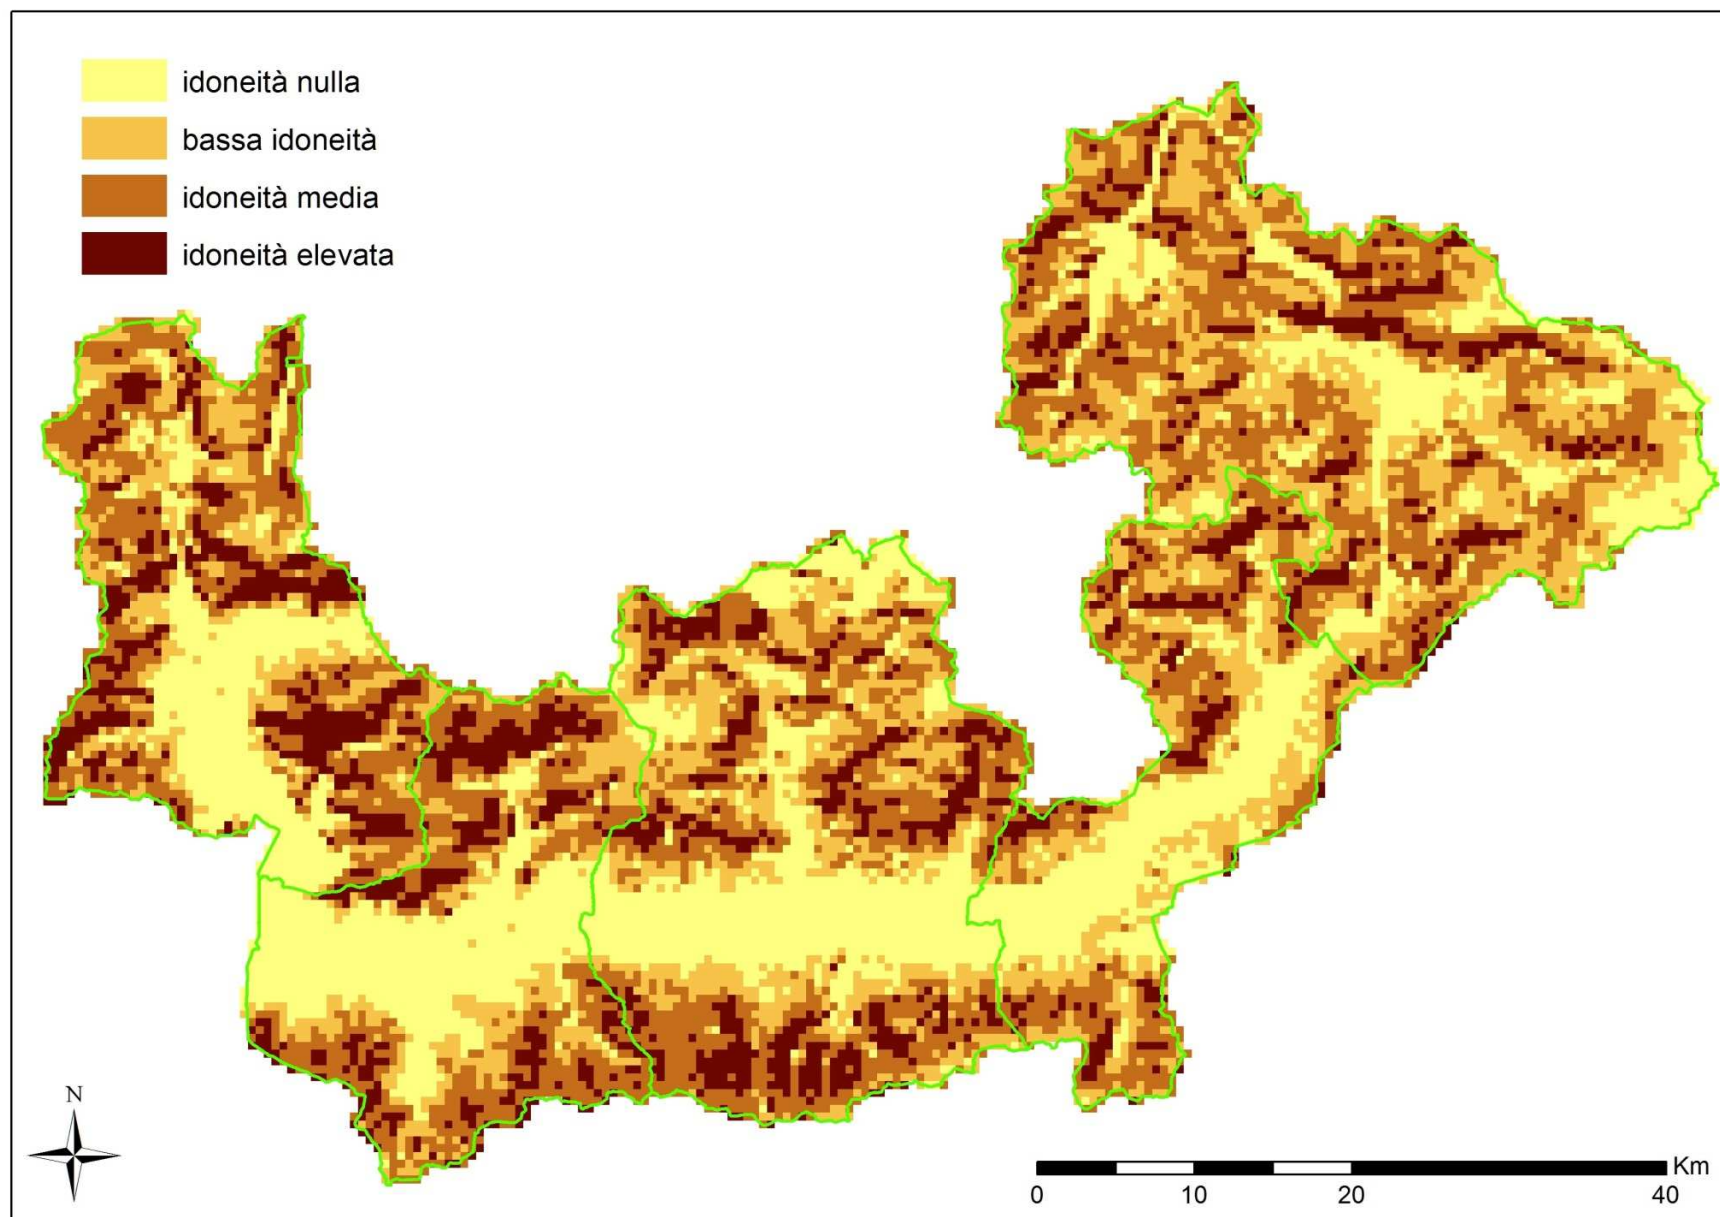 idoneità nulla
bassa idoneità
idoneità media
idoneità elevata
N
Km
0 10 20 40